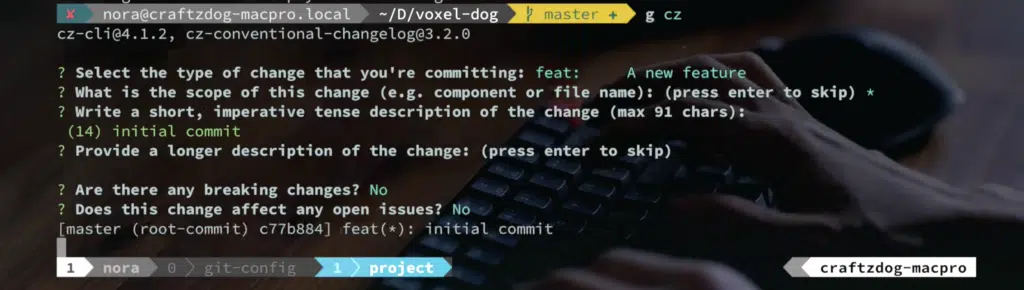 ✘ nora@craftzdog-macpro.local ~/D/voxel-dog master + g cz
cz-cli@4.1.2, cz-conventional-changelog@3.2.0
? Select the type of change that you're committing: feat:     A new feature
? What is the scope of this change (e.g. component or file name): (press enter to skip) *
? Write a short, imperative tense description of the change (max 91 chars):
(14) initial commit
? Provide a longer description of the change: (press enter to skip)
? Are there any breaking changes? No
? Does this change affect any open issues? No
[master (root-commit) c77b884] feat(*): initial commit
1 nora 0 git-config 1 project craftzdog-macpro